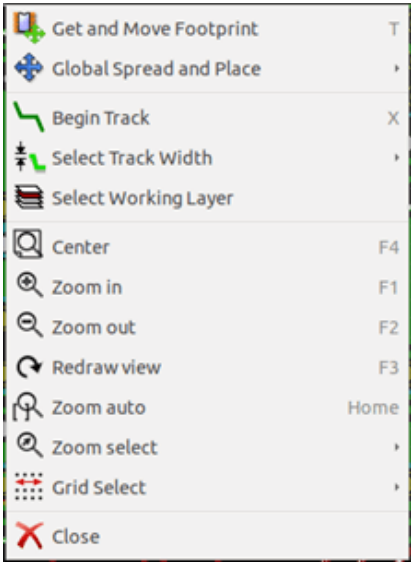 Get and Move Footprint T
Global Spread and Place
Begin Track X
Select Track Width
Select Working Layer
Center F4
Zoom in F1
Zoom out F2
Redraw view F3
Zoom auto Home
Zoom select
Grid Select
Close